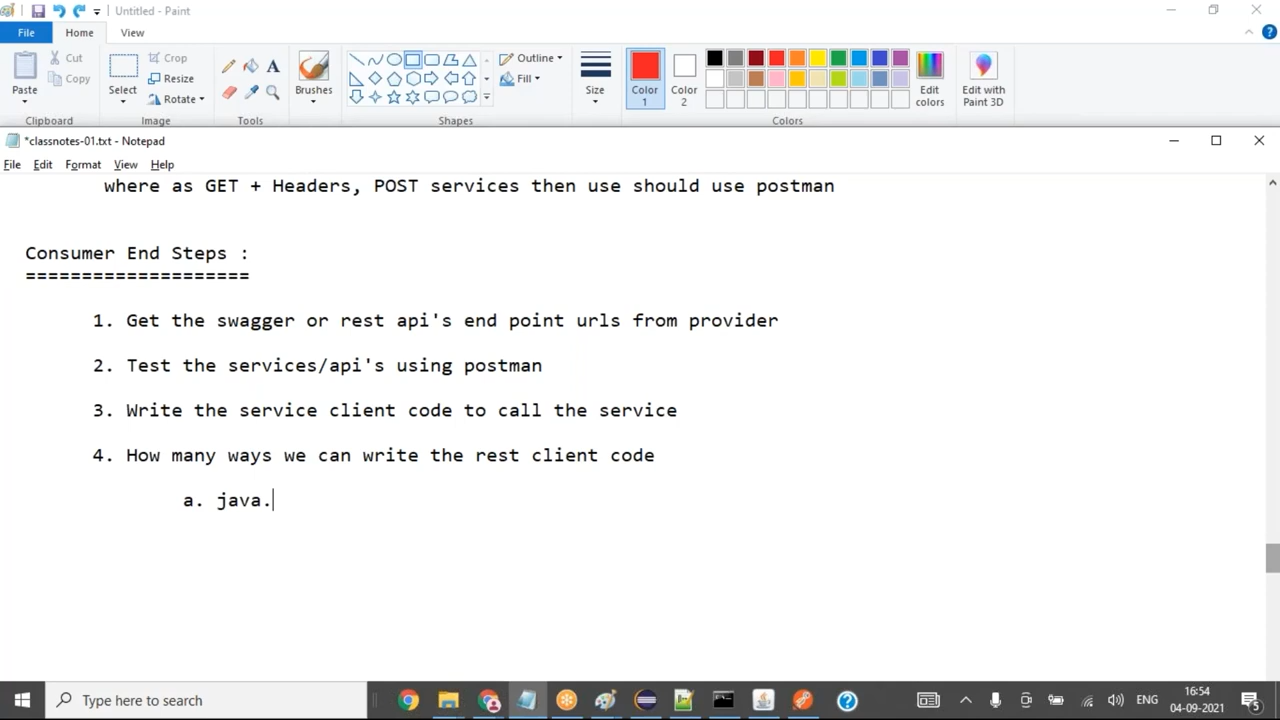 Untitled - Paint
File Home View
Paste
Cut
Copy
Clipboard
Select
Crop
Resize
Rotate
Image
A
Tools
Brushes
Outline
Fill
Shapes
Size
Color 1
Color 2
Edit colors
Edit with Paint 3D
Colors
*classnotes-01.txt - Notepad
File Edit Format View Help
where as GET + Headers, POST services then use should use postman
Consumer End Steps :
====================
1. Get the swagger or rest api's end point urls from provider
2. Test the services/api's using postman
3. Write the service client code to call the service
4. How many ways we can write the rest client code
a. java.
Type here to search
ENG
16:54
04-09-2021
5